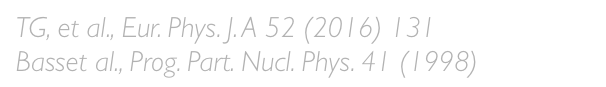 TG, et al., Eur. Phys. J. A 52 (2016) 131
Basset al., Prog. Part. Nucl. Phys. 41 (1998)